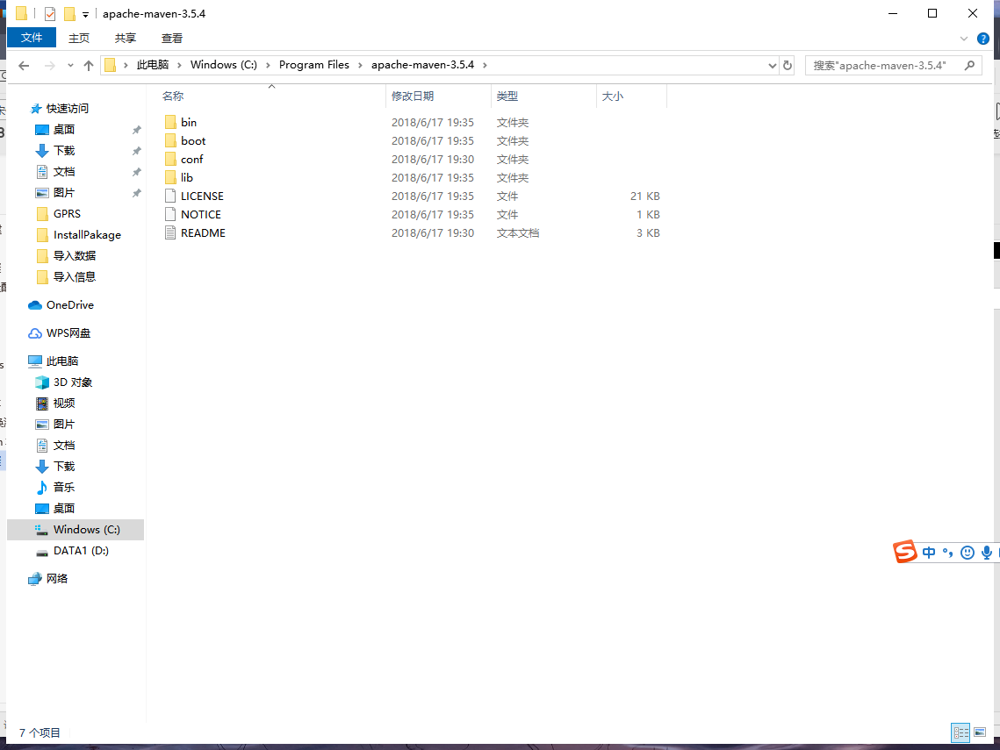 apache-maven-3.5.4
文件 主页 共享 查看
此电脑 Windows (C:) Program Files apache-maven-3.5.4 搜索"apache-maven-3.5.4"
名称 修改日期 类型 大小
快速访问
桌面
下载
文档
图片
GPRS
InstallPakage
导入数据
导入信息
OneDrive
WPS网盘
此电脑
3D 对象
视频
图片
文档
下载
音乐
桌面
Windows (C:)
DATA1 (D:)
网络
bin 2018/6/17 19:35 文件夹
boot 2018/6/17 19:35 文件夹
conf 2018/6/17 19:30 文件夹
lib 2018/6/17 19:35 文件夹
LICENSE 2018/6/17 19:35 文件 21 KB
NOTICE 2018/6/17 19:35 文件 1 KB
README 2018/6/17 19:30 文本文档 3 KB
中
7 个项目